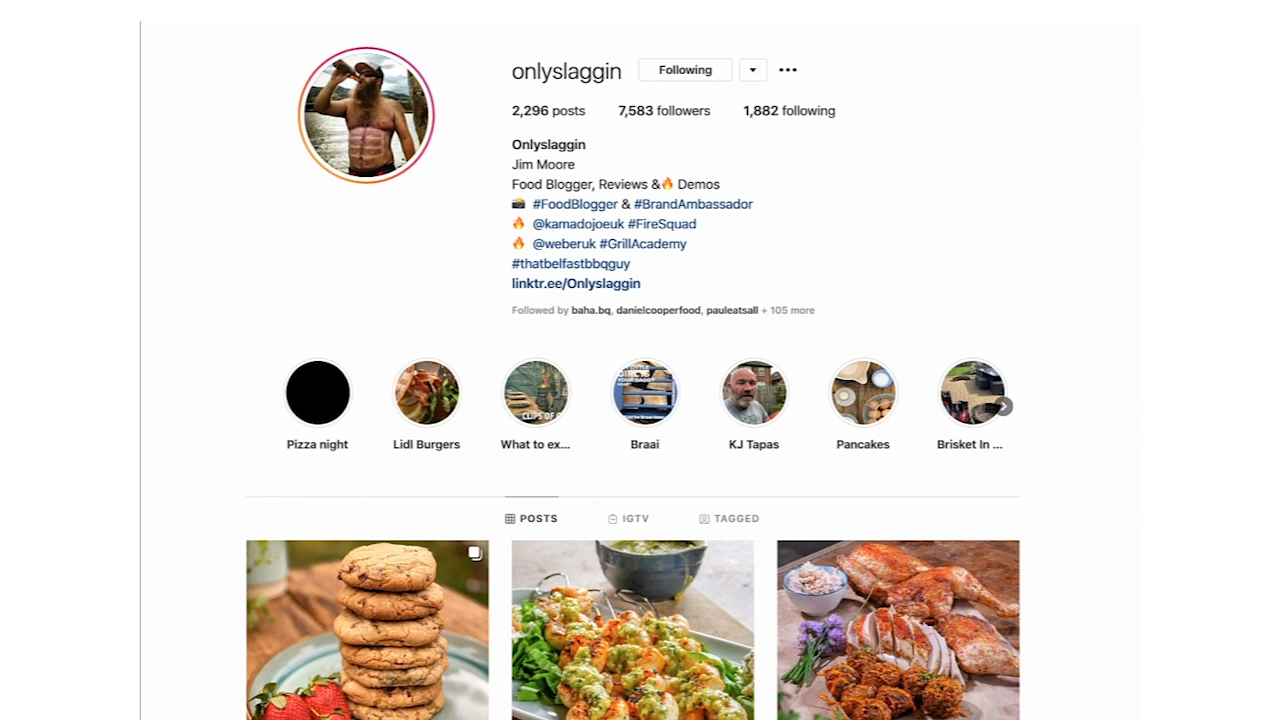 onlyslaggin Following
2,296 posts 7,583 followers 1,882 following
Onlyslaggin
Jim Moore
Food Blogger, Reviews &🔥 Demos
📸 #FoodBlogger & #BrandAmbassador
🔥 @kamadojoeuk #FireSquad
🔥 @weberuk #GrillAcademy
#thatbelfastbbqguy
linktr.ee/Onlyslaggin
Followed by baha.bq, danielcooperfood, pauleatsall + 105 more
CLIPS OF
Pizza night Lidl Burgers What to ex... Braai KJ Tapas Pancakes Brisket In ...
POSTS IGTV TAGGED